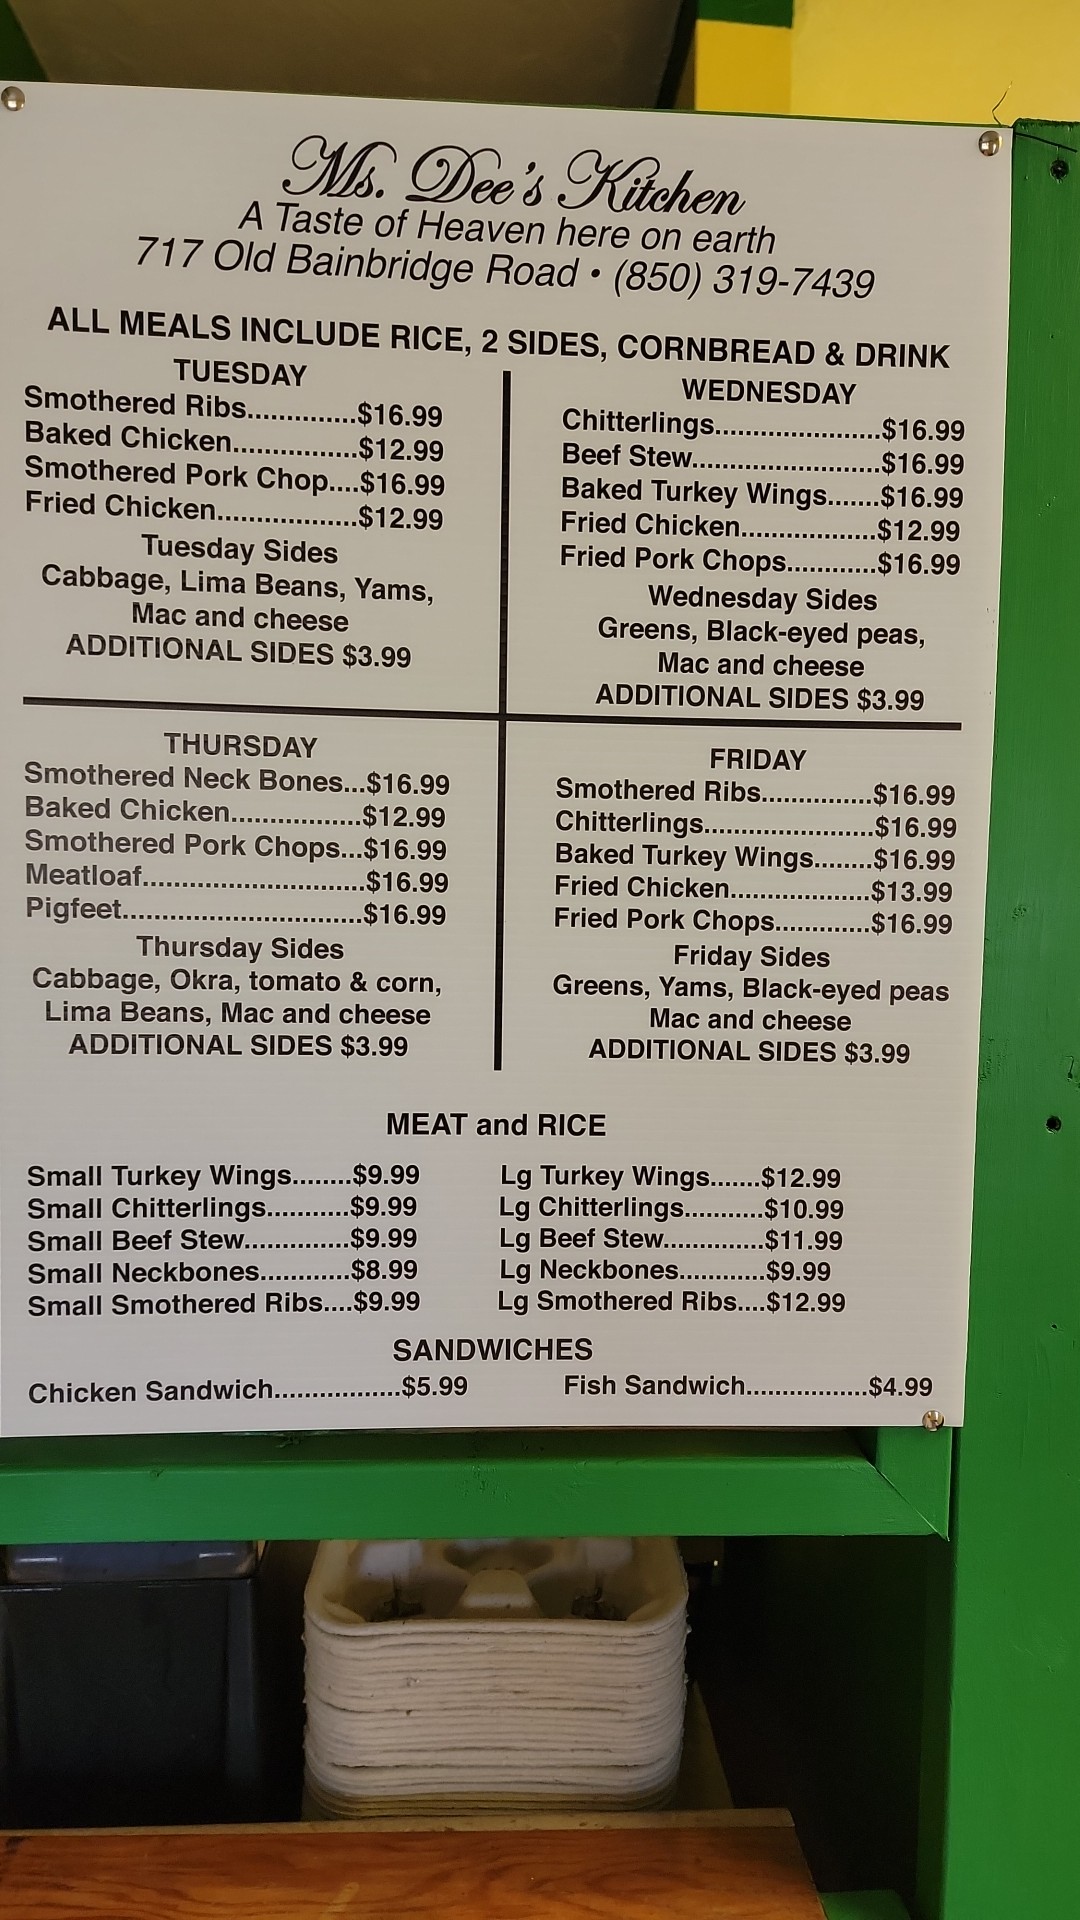 Ms. Dee's Kitchen
A Taste of Heaven here on earth
717 Old Bainbridge Road • (850) 319-7439
ALL MEALS INCLUDE RICE, 2 SIDES, CORNBREAD & DRINK
TUESDAY
Smothered Ribs..............$16.99
Baked Chicken................$12.99
Smothered Pork Chop....$16.99
Fried Chicken..................$12.99
Tuesday Sides
Cabbage, Lima Beans, Yams,
Mac and cheese
ADDITIONAL SIDES $3.99
WEDNESDAY
Chitterlings.....................$16.99
Beef Stew........................$16.99
Baked Turkey Wings.......$16.99
Fried Chicken..................$12.99
Fried Pork Chops............$16.99
Wednesday Sides
Greens, Black-eyed peas,
Mac and cheese
ADDITIONAL SIDES $3.99
THURSDAY
Smothered Neck Bones...$16.99
Baked Chicken.................$12.99
Smothered Pork Chops...$16.99
Meatloaf............................$16.99
Pigfeet...............................$16.99
Thursday Sides
Cabbage, Okra, tomato & corn,
Lima Beans, Mac and cheese
ADDITIONAL SIDES $3.99
FRIDAY
Smothered Ribs...............$16.99
Chitterlings......................$16.99
Baked Turkey Wings........$16.99
Fried Chicken..................$13.99
Fried Pork Chops.............$16.99
Friday Sides
Greens, Yams, Black-eyed peas
Mac and cheese
ADDITIONAL SIDES $3.99
MEAT and RICE
Small Turkey Wings........$9.99
Small Chitterlings............$9.99
Small Beef Stew..............$9.99
Small Neckbones............$8.99
Small Smothered Ribs....$9.99
Lg Turkey Wings.......$12.99
Lg Chitterlings...........$10.99
Lg Beef Stew.............$11.99
Lg Neckbones............$9.99
Lg Smothered Ribs....$12.99
SANDWICHES
Chicken Sandwich.................$5.99
Fish Sandwich.................$4.99